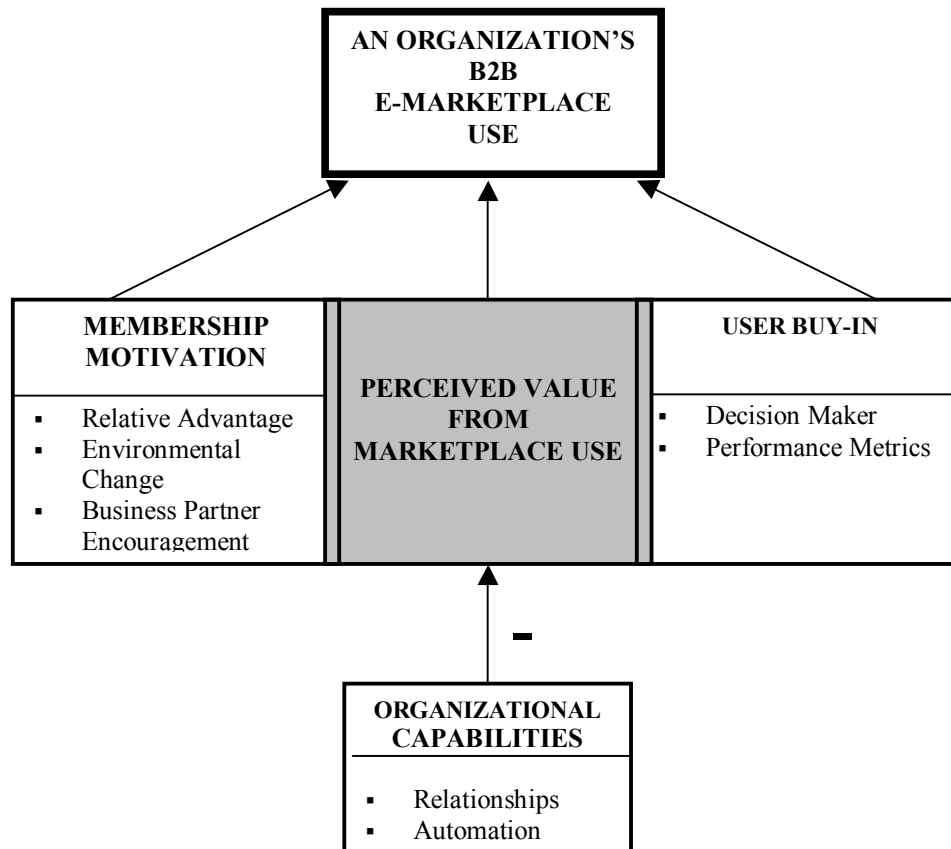 AN ORGANIZATION’S
B2B
E-MARKETPLACE
USE
MEMBERSHIP
MOTIVATION
▪ Relative Advantage
▪ Environmental
Change
▪ Business Partner
Encouragement
PERCEIVED VALUE
FROM
MARKETPLACE USE
USER BUY-IN
▪ Decision Maker
▪ Performance Metrics
-
ORGANIZATIONAL
CAPABILITIES
▪ Relationships
▪ Automation